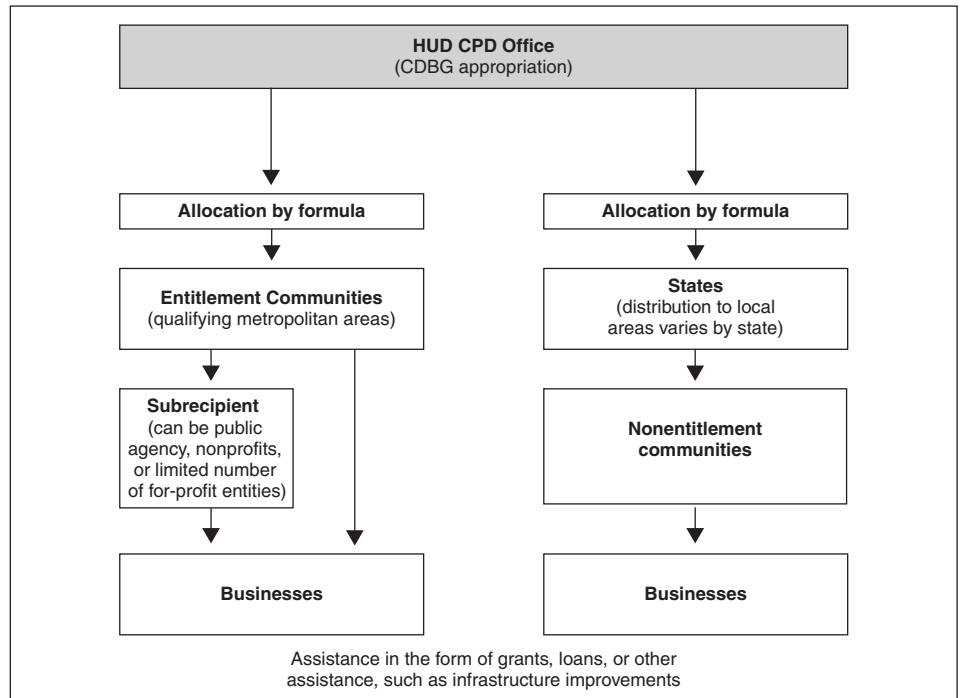 HUD CPD Office
(CDBG appropriation)
Allocation by formula
Allocation by formula
Entitlement Communities
(qualifying metropolitan areas)
States
(distribution to local
areas varies by state)
Subrecipient
(can be public
agency, nonprofits,
or limited number
of for-profit entities)
Nonentitlement
communities
Businesses
Businesses
Assistance in the form of grants, loans, or other
assistance, such as infrastructure improvements